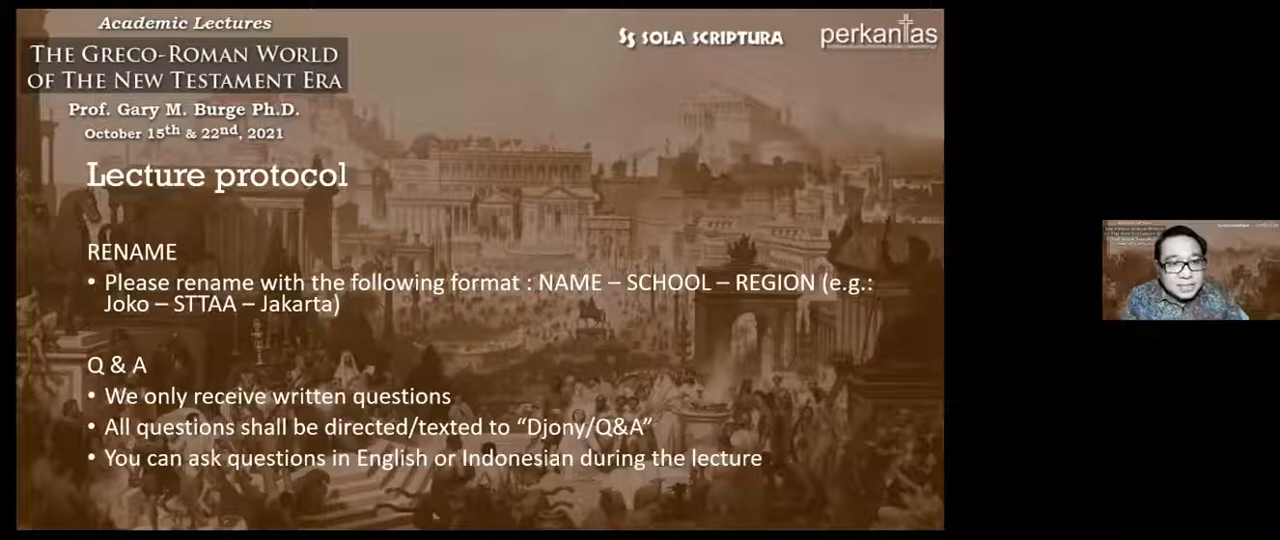 Academic Lectures
THE GRECO-ROMAN WORLD
OF THE NEW TESTAMENT ERA
Prof. Gary M. Burge Ph.D.
October 15th & 22nd, 2021
SS SOLA SCRIPTURA
perkantas
Lecture protocol
RENAME
• Please rename with the following format : NAME – SCHOOL – REGION (e.g.:
Joko – STTAA – Jakarta)
Q & A
• We only receive written questions
• All questions shall be directed/texted to “Djony/Q&A”
• You can ask questions in English or Indonesian during the lecture